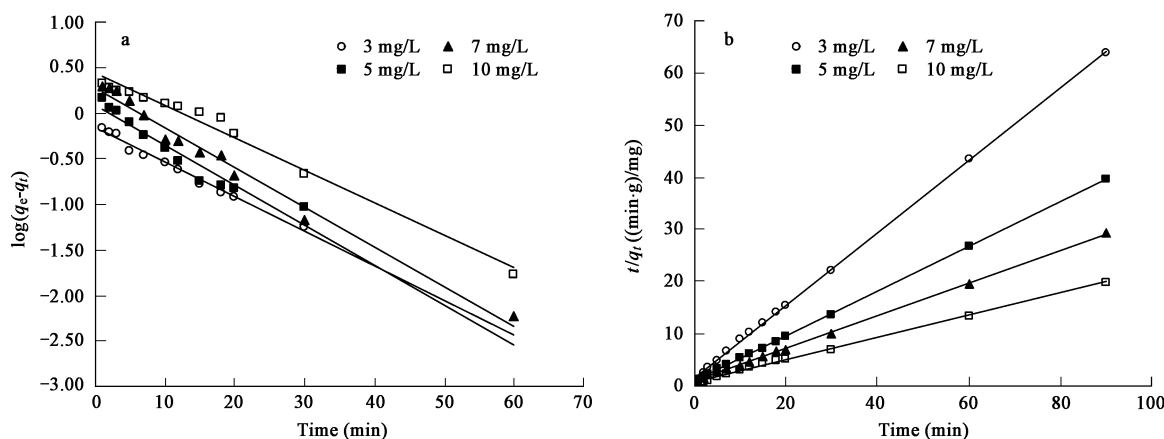 a
3 mg/L 7 mg/L
5 mg/L 10 mg/L
1.00
0.50
0
−0.50
−1.00
−1.50
−2.00
−2.50
−3.00
log(qe-qt)
0 10 20 30 40 50 60 70
Time (min)
b
3 mg/L 7 mg/L
5 mg/L 10 mg/L
70
60
50
40
30
20
10
0
t/qt ((min·g)/mg)
0 20 40 60 80 100
Time (min)